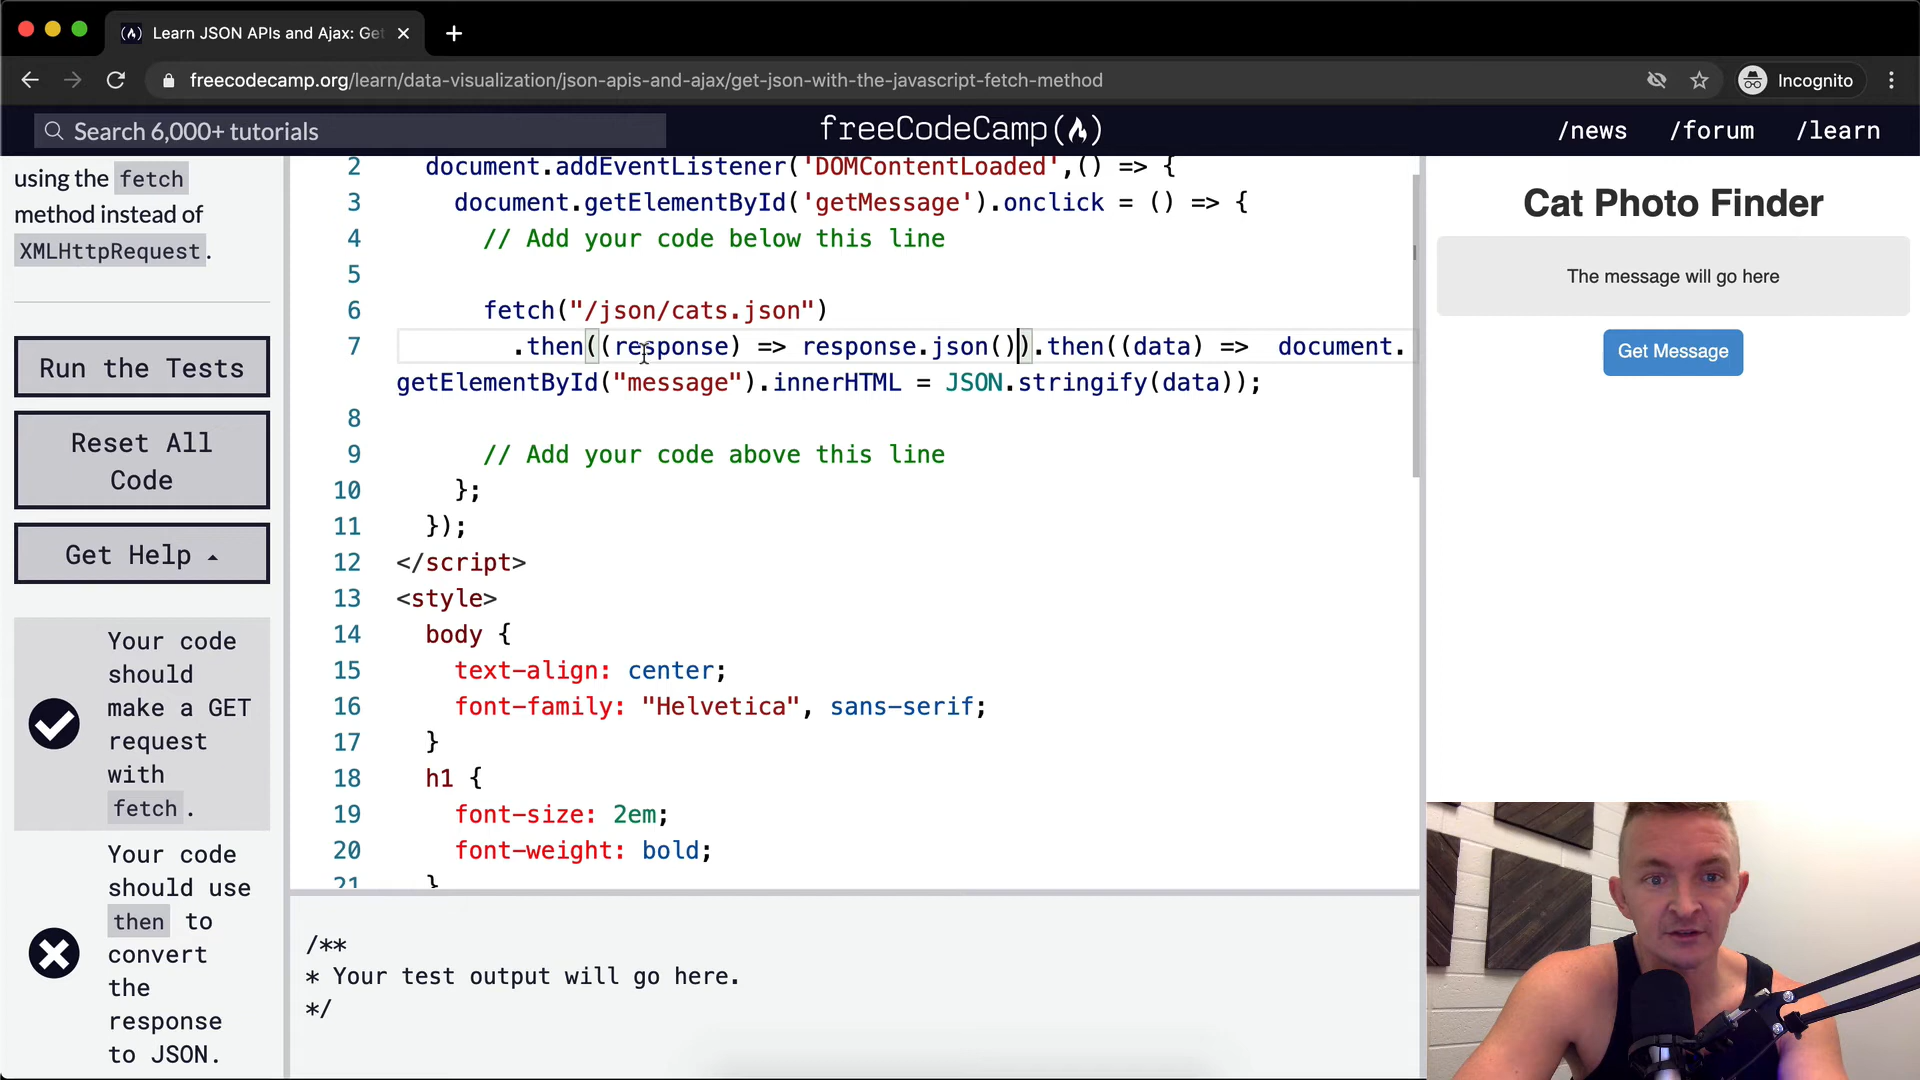 Learn JSON APIs and Ajax: Get
freecodecamp.org/learn/data-visualization/json-apis-and-ajax/get-json-with-the-javascript-fetch-method
Incognito
Search 6,000+ tutorials
freeCodeCamp(
)
/news
/forum
/learn
using the fetch
method instead of
XMLHttpRequest.
Run the Tests
Reset All
Code
Get Help
Your code
should
make a GET
request
with
fetch.
Your code
should use
then to
convert
the
response
to JSON.
2 document.addEventListener('DOMContentLoaded',() => {
3 document.getElementById('getMessage').onclick = () => {
4 // Add your code below this line
5
6 fetch("/json/cats.json")
7 .then((response) => response.json()).then((data) =>  document.
getElementById("message").innerHTML = JSON.stringify(data));
8
9 // Add your code above this line
10 };
11 });
12 </script>
13 <style>
14 body {
15 text-align: center;
16 font-family: "Helvetica", sans-serif;
17 }
18 h1 {
19 font-size: 2em;
20 font-weight: bold;
21 }
/**
* Your test output will go here.
*/
Cat Photo Finder
The message will go here
Get Message